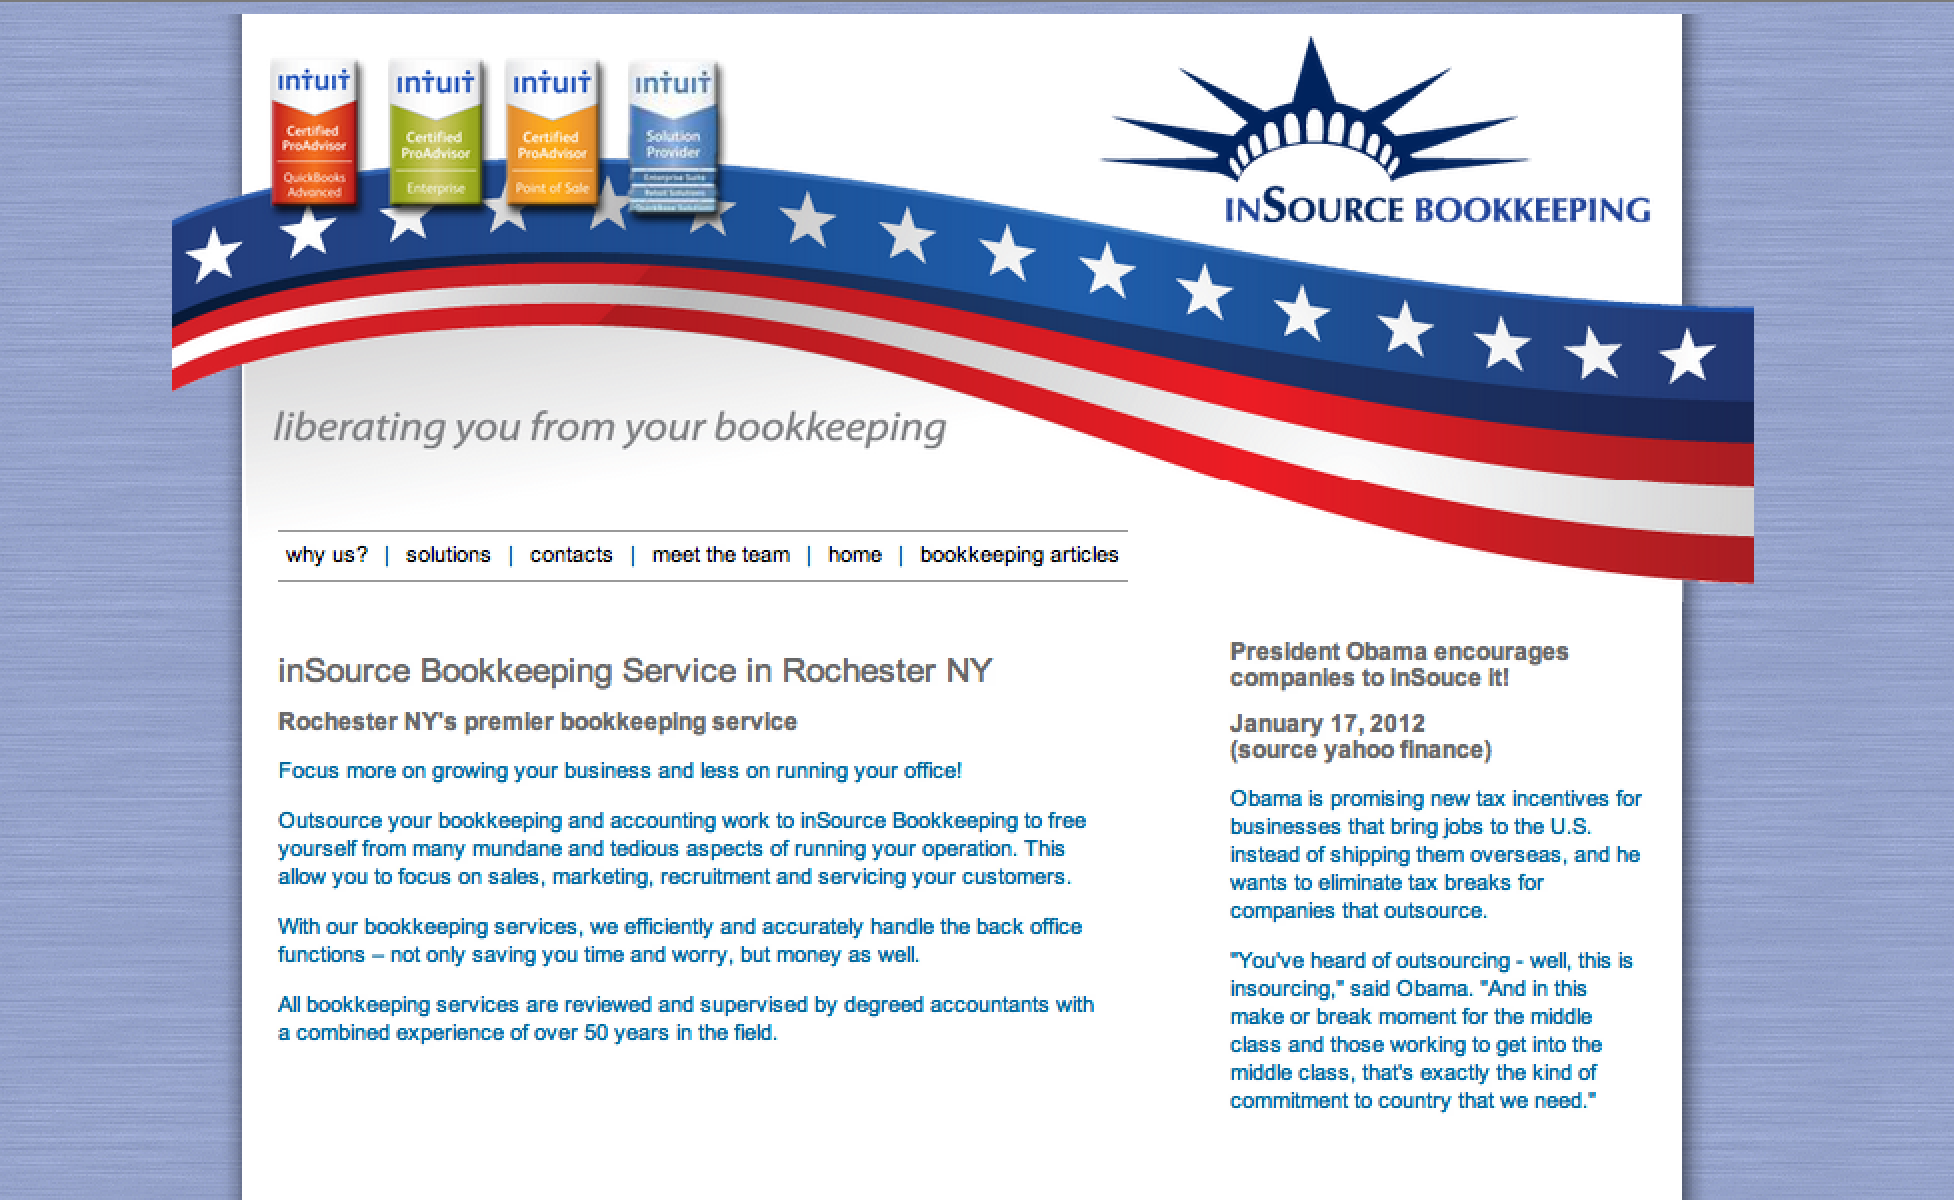 intuit
Certified
ProAdvisor
QuickBooks
Advanced
intuit
Certified
ProAdvisor
Enterprise
intuit
Certified
ProAdvisor
Point of Sale
intuit
Solution
Provider
Enterprise Suite
Retail Solutions
QuickBase Solutions
INSOURCE BOOKKEEPING
liberating you from your bookkeeping
why us? | solutions | contacts | meet the team | home | bookkeeping articles
inSource Bookkeeping Service in Rochester NY
Rochester NY's premier bookkeeping service
Focus more on growing your business and less on running your office!
Outsource your bookkeeping and accounting work to inSource Bookkeeping to free
yourself from many mundane and tedious aspects of running your operation. This
allow you to focus on sales, marketing, recruitment and servicing your customers.
With our bookkeeping services, we efficiently and accurately handle the back office
functions – not only saving you time and worry, but money as well.
All bookkeeping services are reviewed and supervised by degreed accountants with
a combined experience of over 50 years in the field.
President Obama encourages
companies to inSouce it!
January 17, 2012
(source yahoo finance)
Obama is promising new tax incentives for
businesses that bring jobs to the U.S.
instead of shipping them overseas, and he
wants to eliminate tax breaks for
companies that outsource.
"You've heard of outsourcing - well, this is
insourcing," said Obama. "And in this
make or break moment for the middle
class and those working to get into the
middle class, that's exactly the kind of
commitment to country that we need."